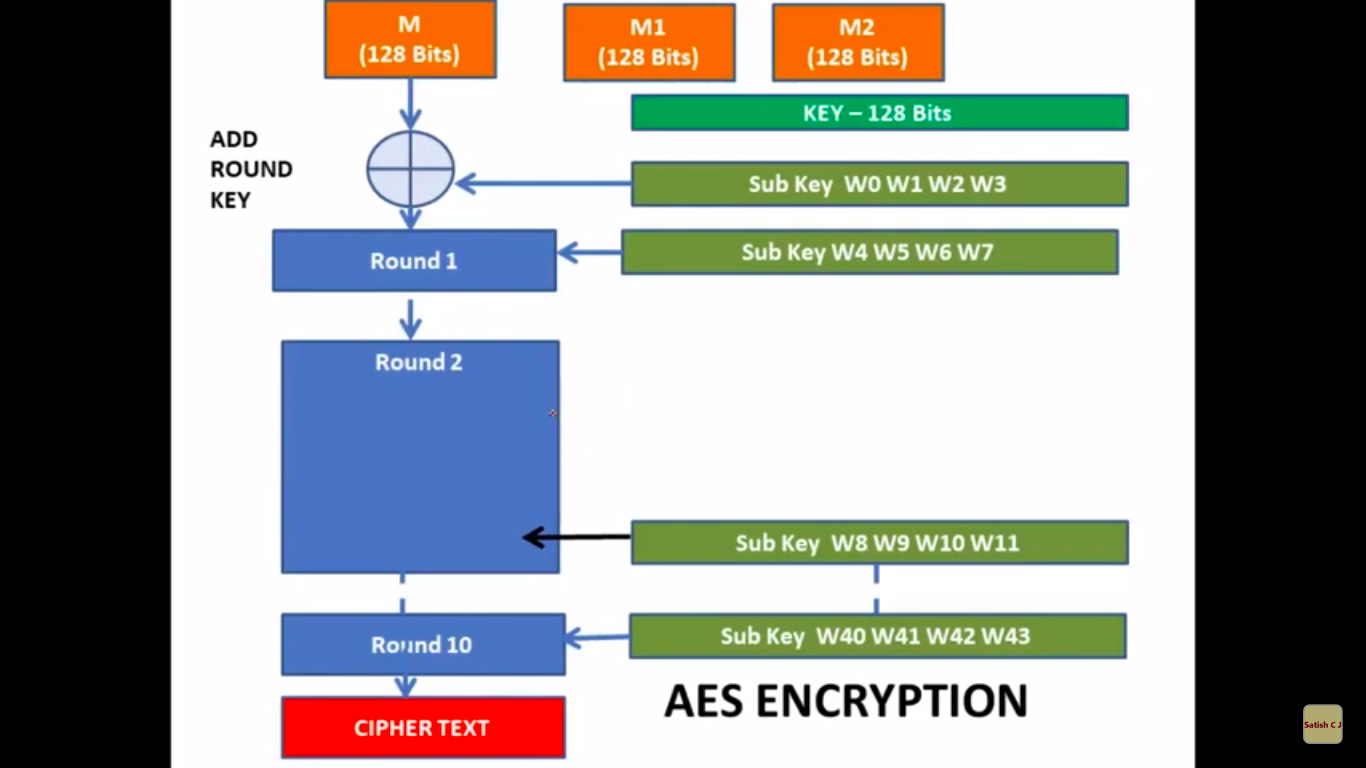 M
(128 Bits)
M1
(128 Bits)
M2
(128 Bits)
KEY – 128 Bits
ADD
ROUND
KEY
Sub Key W0 W1 W2 W3
Round 1
Sub Key W4 W5 W6 W7
Round 2
Sub Key W8 W9 W10 W11
Round 10
Sub Key W40 W41 W42 W43
CIPHER TEXT
AES ENCRYPTION
Satish C J